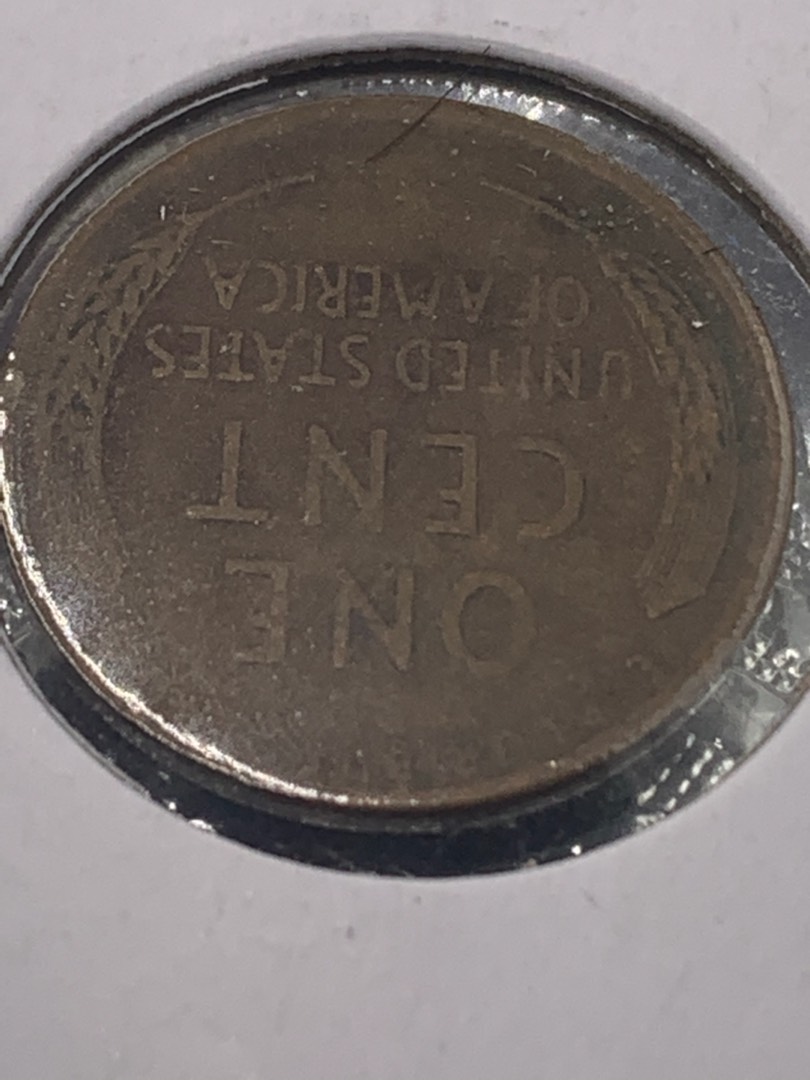 ONE
CENT
UNITED STATES
OF AMERICA